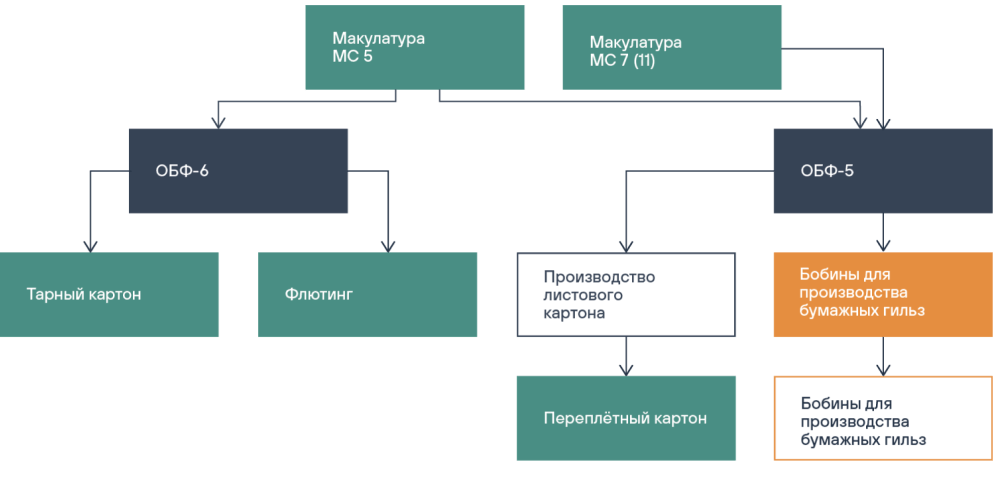 Макулатура
МС 5
Макулатура
МС 7 (11)
ОБФ-6
ОБФ-5
Тарный картон
Флютинг
Производство
листового
картона
Бобины для
производства
бумажных гильз
Переплётный картон
Бобины для
производства
бумажных гильз